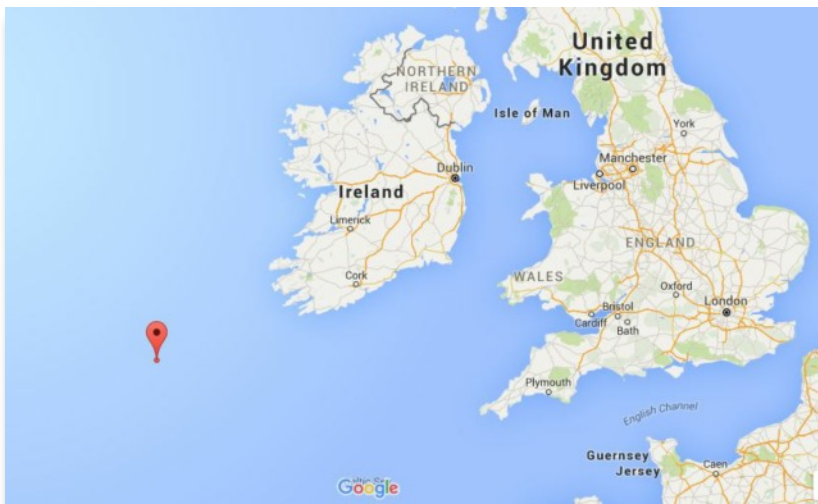 United
Kingdom
NORTHERN
IRELAND
Isle of Man
York
Dublin
Manchester
Liverpool
Ireland
Limerick
ENGLAND
WALES
Cork
Oxford
Bristol
London
Cardiff
Bath
Plymouth
English Channel
Guernsey
Jersey
Caen
Google